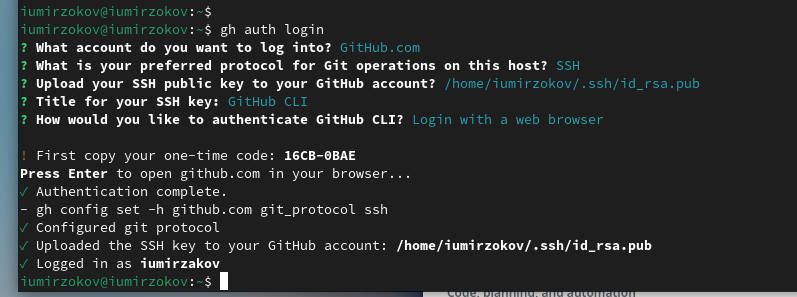 iumirzokov@iumirzokov:~$
iumirzokov@iumirzokov:~$ gh auth login
? What account do you want to log into? GitHub.com
? What is your preferred protocol for Git operations on this host? SSH
? Upload your SSH public key to your GitHub account? /home/iumirzokov/.ssh/id_rsa.pub
? Title for your SSH key: GitHub CLI
? How would you like to authenticate GitHub CLI? Login with a web browser
! First copy your one-time code: 16CB-0BAE
Press Enter to open github.com in your browser...
✓ Authentication complete.
- gh config set -h github.com git_protocol ssh
✓ Configured git protocol
✓ Uploaded the SSH key to your GitHub account: /home/iumirzokov/.ssh/id_rsa.pub
✓ Logged in as iumirzakov
iumirzokov@iumirzokov:~$
Code, planning, and automation